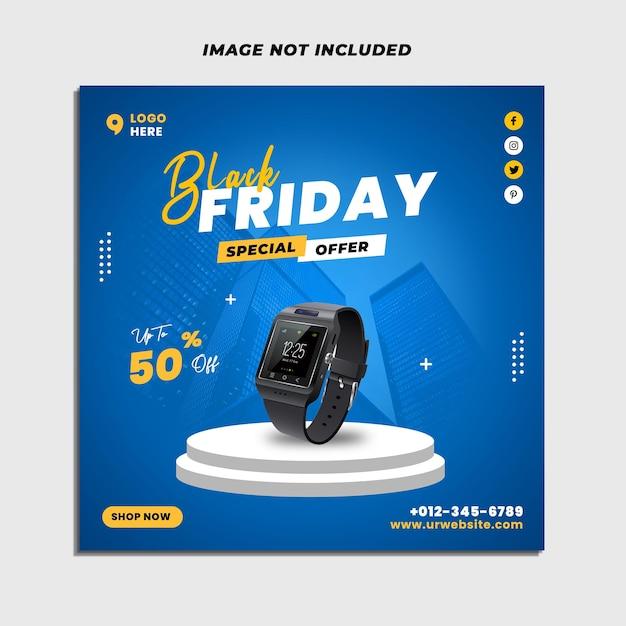 IMAGE NOT INCLUDED
LOGO
HERE
Black
FRIDAY
SPECIAL OFFER
Up To
50% Off
12:25
SHOP NOW
+012-345-6789
www.urwebsite.com